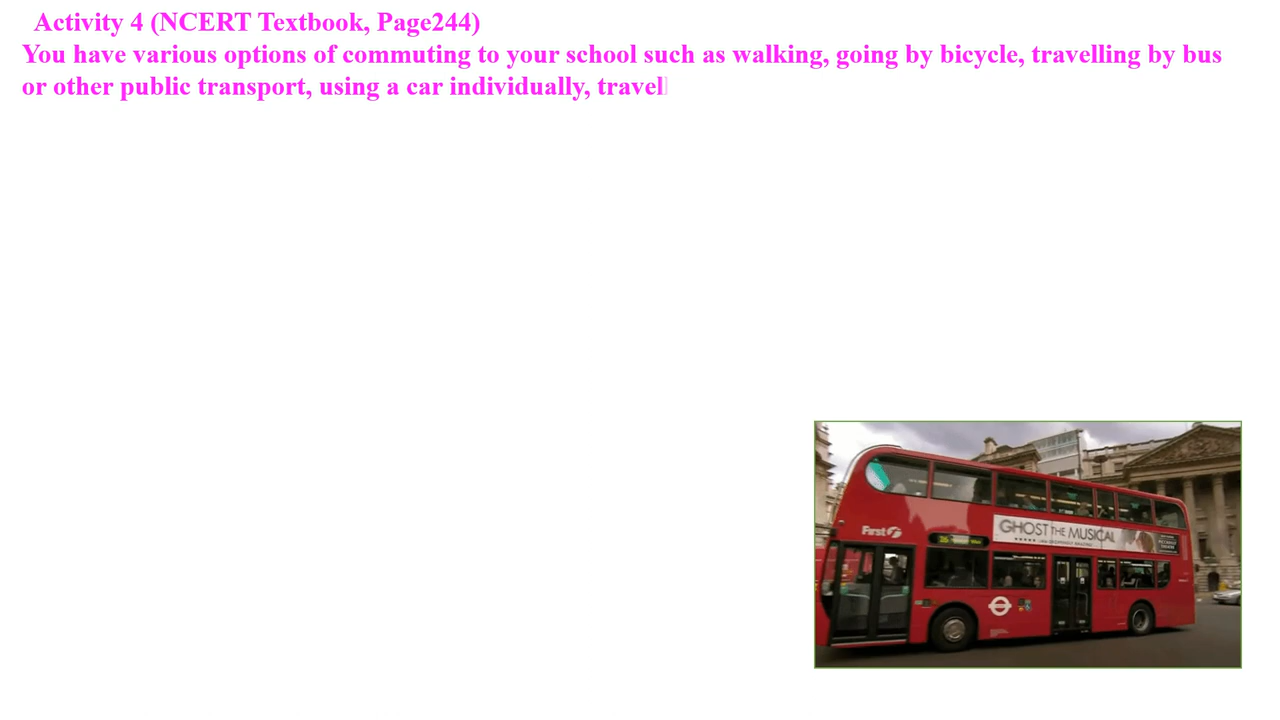 Activity 4 (NCERT Textbook, Page244)
You have various options of commuting to your school such as walking, going by bicycle, travelling by bus
or other public transport, using a car individually, travel
First
GHOST THE MUSICAL